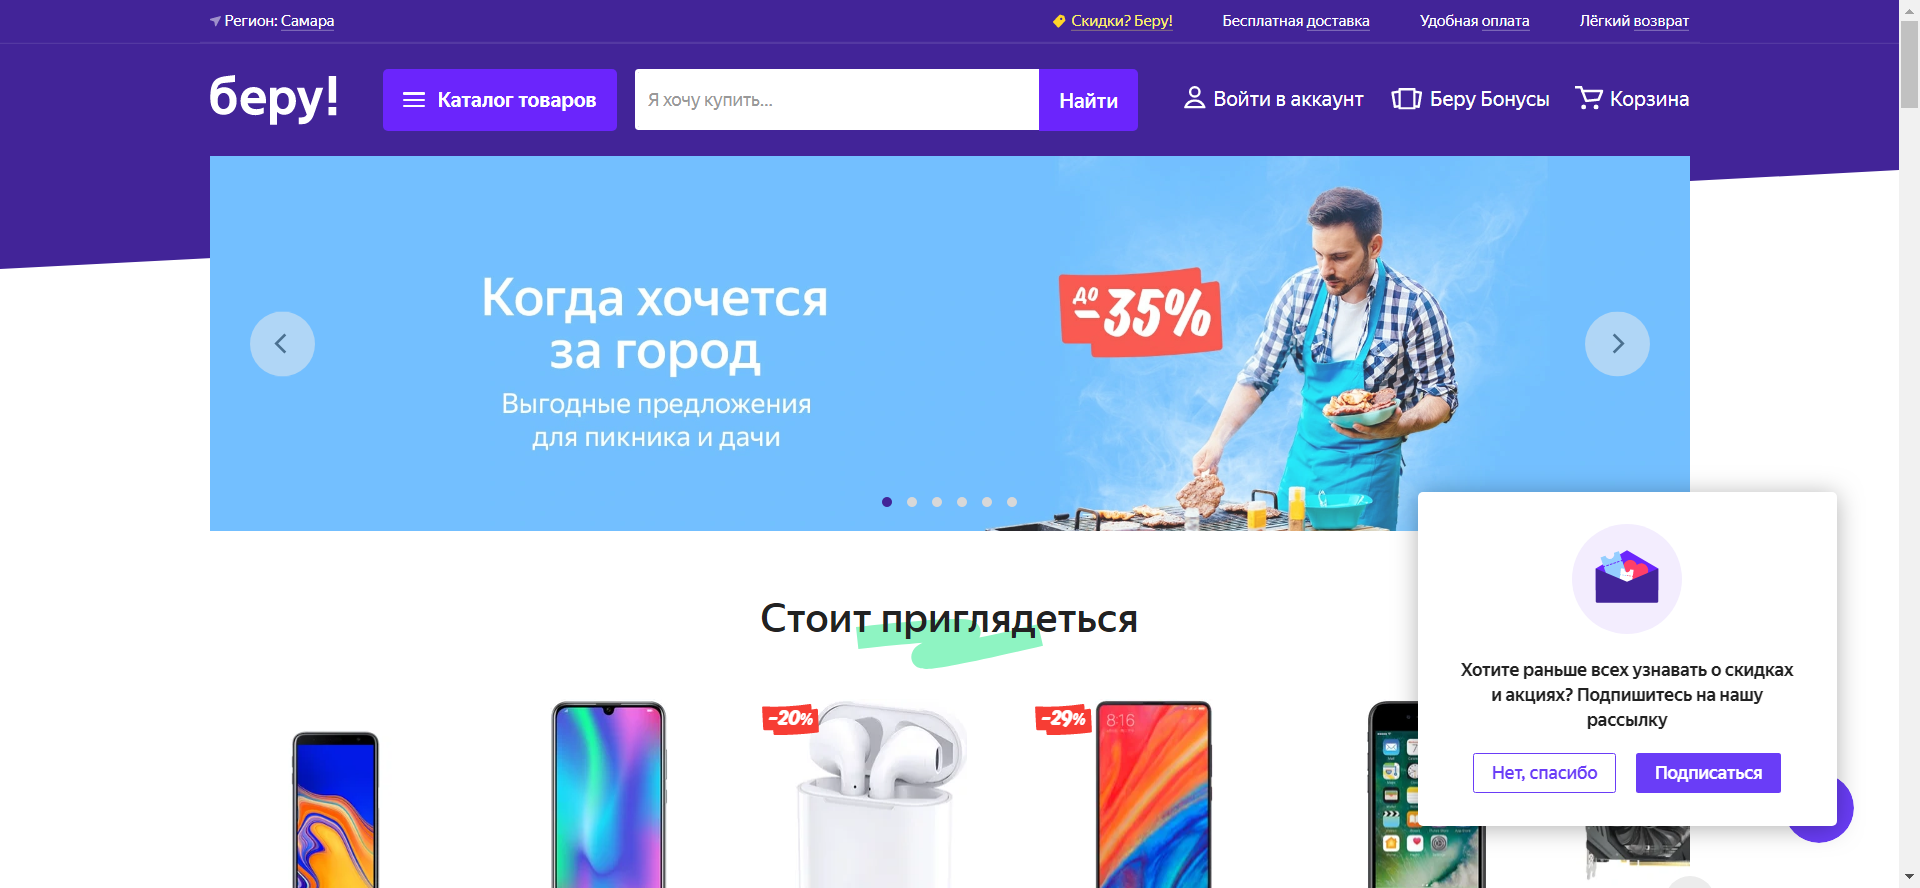 Регион: Самара
Скидки? Беру!
Бесплатная доставка
Удобная оплата
Лёгкий возврат
беру!
Каталог товаров
Я хочу купить...
Найти
Войти в аккаунт
Беру Бонусы
Корзина
Когда хочется
за город
Выгодные предложения
для пикника и дачи
до
-35%
Стоит приглядеться
-20%
-29%
8:16
Хотите раньше всех узнавать о скидках
и акциях? Подпишитесь на нашу
рассылку
Нет, спасибо
Подписаться